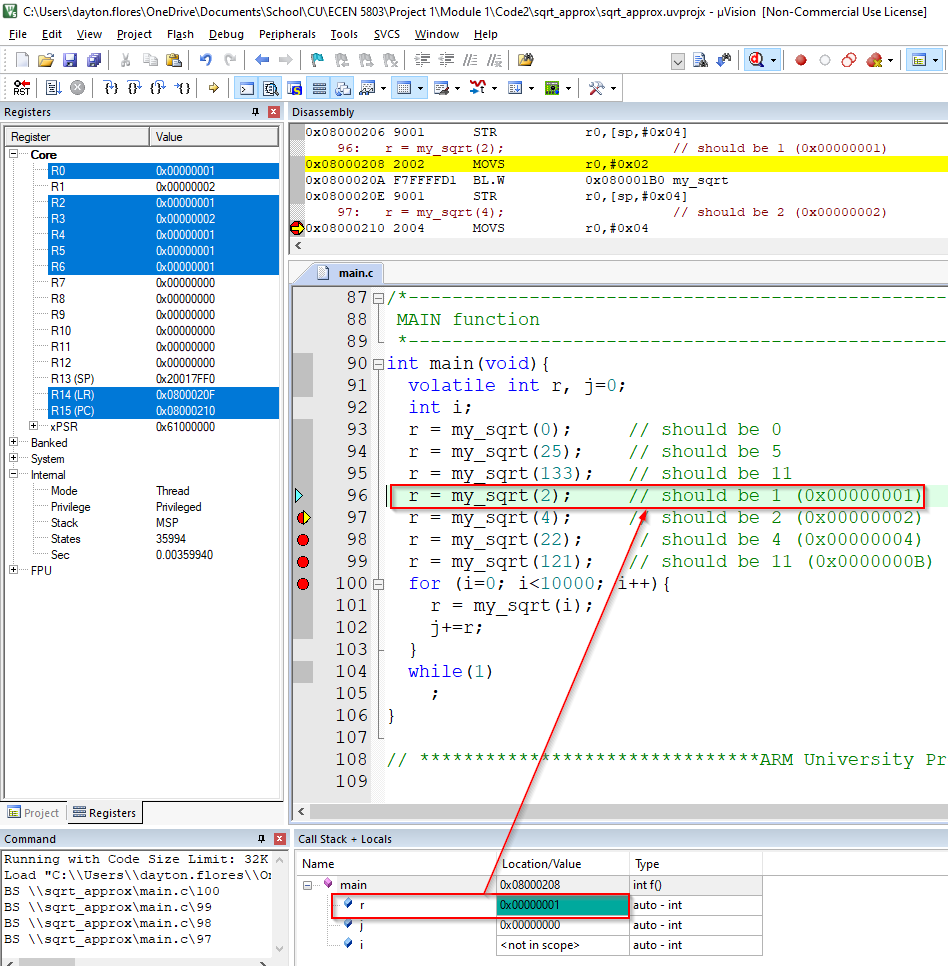 C:\Users\dayton.flores\OneDrive\Documents\School\CU\ECEN 5803\Project 1\Module 1\Code2\sqrt_approx\sqrt_approx.uvprojx - µVision [Non-Commercial Use License]
File Edit View Project Flash Debug Peripherals Tools SVCS Window Help
RST
Registers
Register Value
Core
R0 0x00000001
R1 0x00000002
R2 0x00000001
R3 0x00000002
R4 0x00000001
R5 0x00000001
R6 0x00000001
R7 0x00000000
R8 0x00000000
R9 0x00000000
R10 0x00000000
R11 0x00000000
R12 0x00000000
R13 (SP) 0x20017FF0
R14 (LR) 0x0800020F
R15 (PC) 0x08000210
xPSR 0x61000000
Banked
System
Internal
Mode Thread
Privilege Privileged
Stack MSP
States 35994
Sec 0.00359940
FPU
Project Registers
Disassembly
0x08000206 9001 STR r0,[sp,#0x04]
96: r = my_sqrt(2); // should be 1 (0x00000001)
0x08000208 2002 MOVS r0,#0x02
0x0800020A F7FFFFD1 BL.W 0x080001B0 my_sqrt
0x0800020E 9001 STR r0,[sp,#0x04]
97: r = my_sqrt(4); // should be 2 (0x00000002)
0x08000210 2004 MOVS r0,#0x04
main.c
87 /*--------------------------------------------------
88 MAIN function
89 *--------------------------------------------------
90 int main(void){
91 volatile int r, j=0;
92 int i;
93 r = my_sqrt(0); // should be 0
94 r = my_sqrt(25); // should be 5
95 r = my_sqrt(133); // should be 11
96 r = my_sqrt(2); // should be 1 (0x00000001)
97 r = my_sqrt(4); // should be 2 (0x00000002)
98 r = my_sqrt(22); // should be 4 (0x00000004)
99 r = my_sqrt(121); // should be 11 (0x0000000B)
100 for (i=0; i<10000; i++){
101 r = my_sqrt(i);
102 j+=r;
103 }
104 while(1)
105 ;
106 }
107
108 // *******************************ARM University Pr
109
Command
Running with Code Size Limit: 32K
Load "C:\\Users\\dayton.flores\\On
BS \\sqrt_approx\main.c\100
BS \\sqrt_approx\main.c\99
BS \\sqrt_approx\main.c\98
BS \\sqrt_approx\main.c\97
Call Stack + Locals
Name Location/Value Type
main 0x08000208 int f()
r 0x00000001 auto - int
j 0x00000000 auto - int
i <not in scope> auto - int